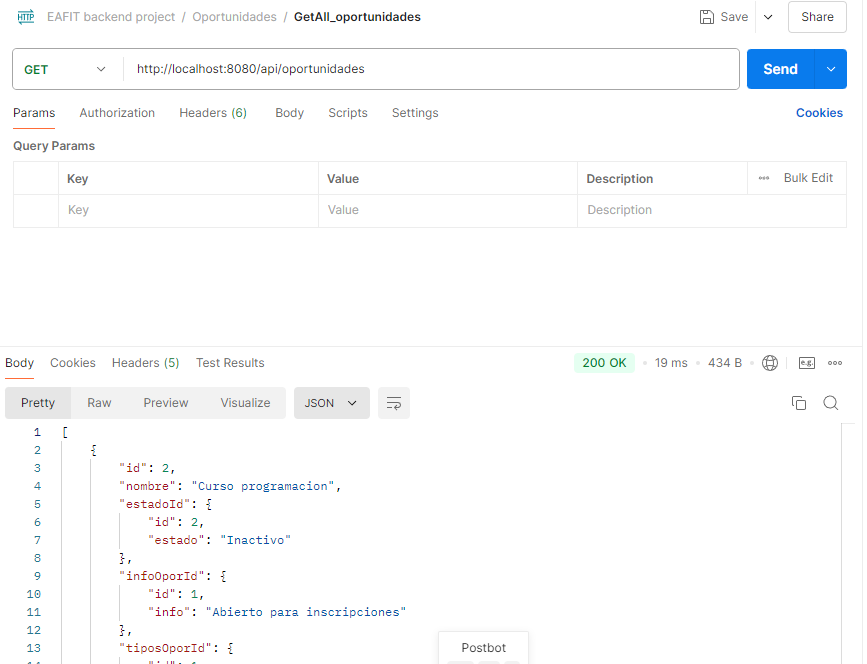 HTTP EAFIT backend project / Oportunidades / GetAll_oportunidades Save Share
GET http://localhost:8080/api/oportunidades Send
Params Authorization Headers (6) Body Scripts Settings Cookies
Query Params
Key Value Description Bulk Edit
Key Value Description
Body Cookies Headers (5) Test Results 200 OK 19 ms 434 B e.g.
Pretty Raw Preview Visualize JSON
1 [
2 {
3 "id": 2,
4 "nombre": "Curso programacion",
5 "estadoId": {
6 "id": 2,
7 "estado": "Inactivo"
8 },
9 "infoOporId": {
10 "id": 1,
11 "info": "Abierto para inscripciones"
12 },
13 "tiposOporId": {
Postbot